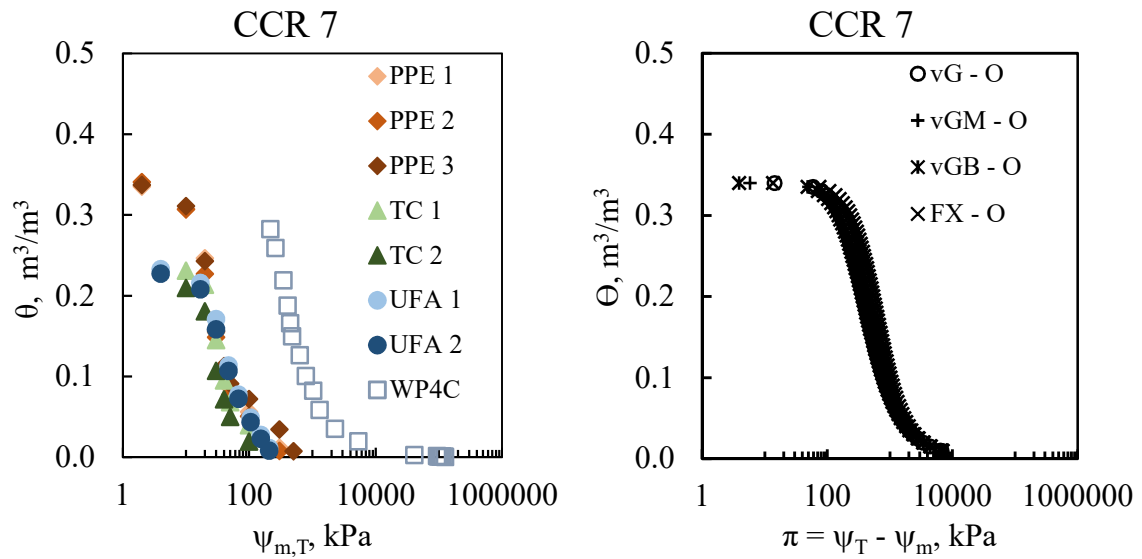 CCR 7
0.5
0.4
0.3
0.2
0.1
0.0
θ, m³/m³
PPE 1
PPE 2
PPE 3
TC 1
TC 2
UFA 1
UFA 2
WP4C
1 100 10000 1000000
ψm,T, kPa
CCR 7
0.5
0.4
0.3
0.2
0.1
0.0
Ө, m³/m³
vG - O
vGM - O
vGB - O
FX - O
1 100 10000 1000000
π = ψT - ψm, kPa